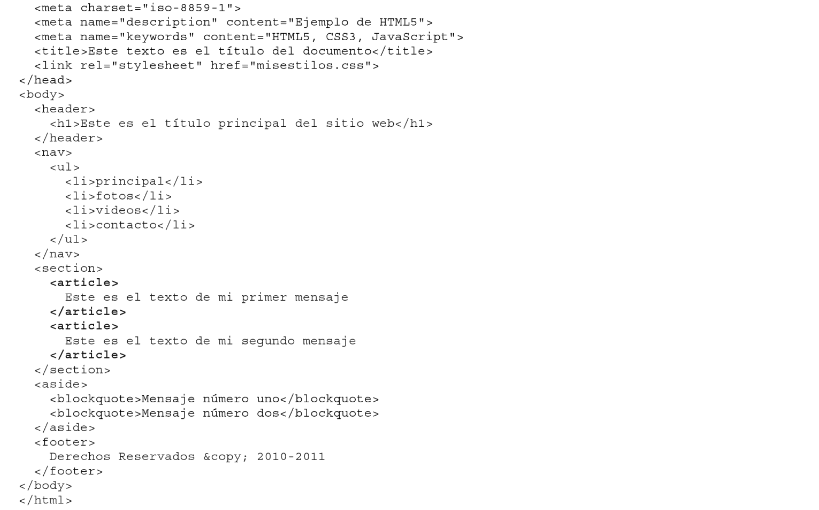 <meta charset="iso-8859-1">
<meta name="description" content="Ejemplo de HTML5">
<meta name="keywords" content="HTML5, CSS3, JavaScript">
<title>Este texto es el título del documento</title>
<link rel="stylesheet" href="misestilos.css">
</head>
<body>
<header>
<h1>Este es el título principal del sitio web</h1>
</header>
<nav>
<ul>
<li>principal</li>
<li>fotos</li>
<li>videos</li>
<li>contacto</li>
</ul>
</nav>
<section>
<article>
Este es el texto de mi primer mensaje
</article>
<article>
Este es el texto de mi segundo mensaje
</article>
</section>
<aside>
<blockquote>Mensaje número uno</blockquote>
<blockquote>Mensaje número dos</blockquote>
</aside>
<footer>
Derechos Reservados &copy; 2010-2011
</footer>
</body>
</html>